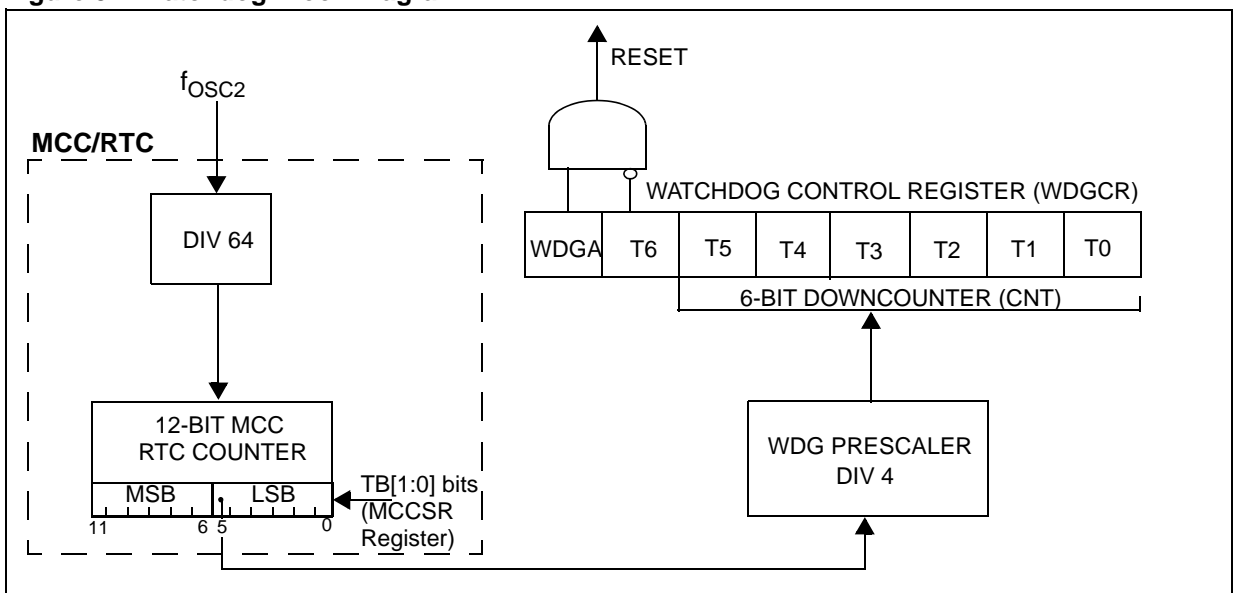 RESET
fOSC2
MCC/RTC
DIV 64
12-BIT MCC
RTC COUNTER
MSB LSB
11 6 5 0
TB[1:0] bits
(MCCSR
Register)
WATCHDOG CONTROL REGISTER (WDGCR)
WDGA T6 T5 T4 T3 T2 T1 T0
6-BIT DOWNCOUNTER (CNT)
WDG PRESCALER
DIV 4